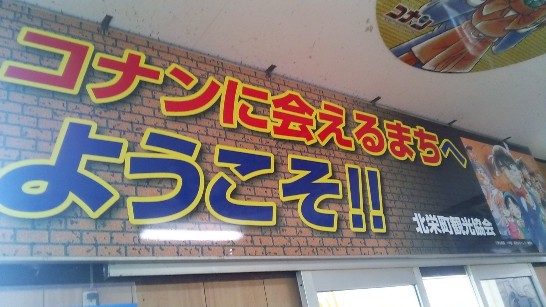 コナン
コナンに会えるまちへ
ようこそ!!
北栄町観光協会